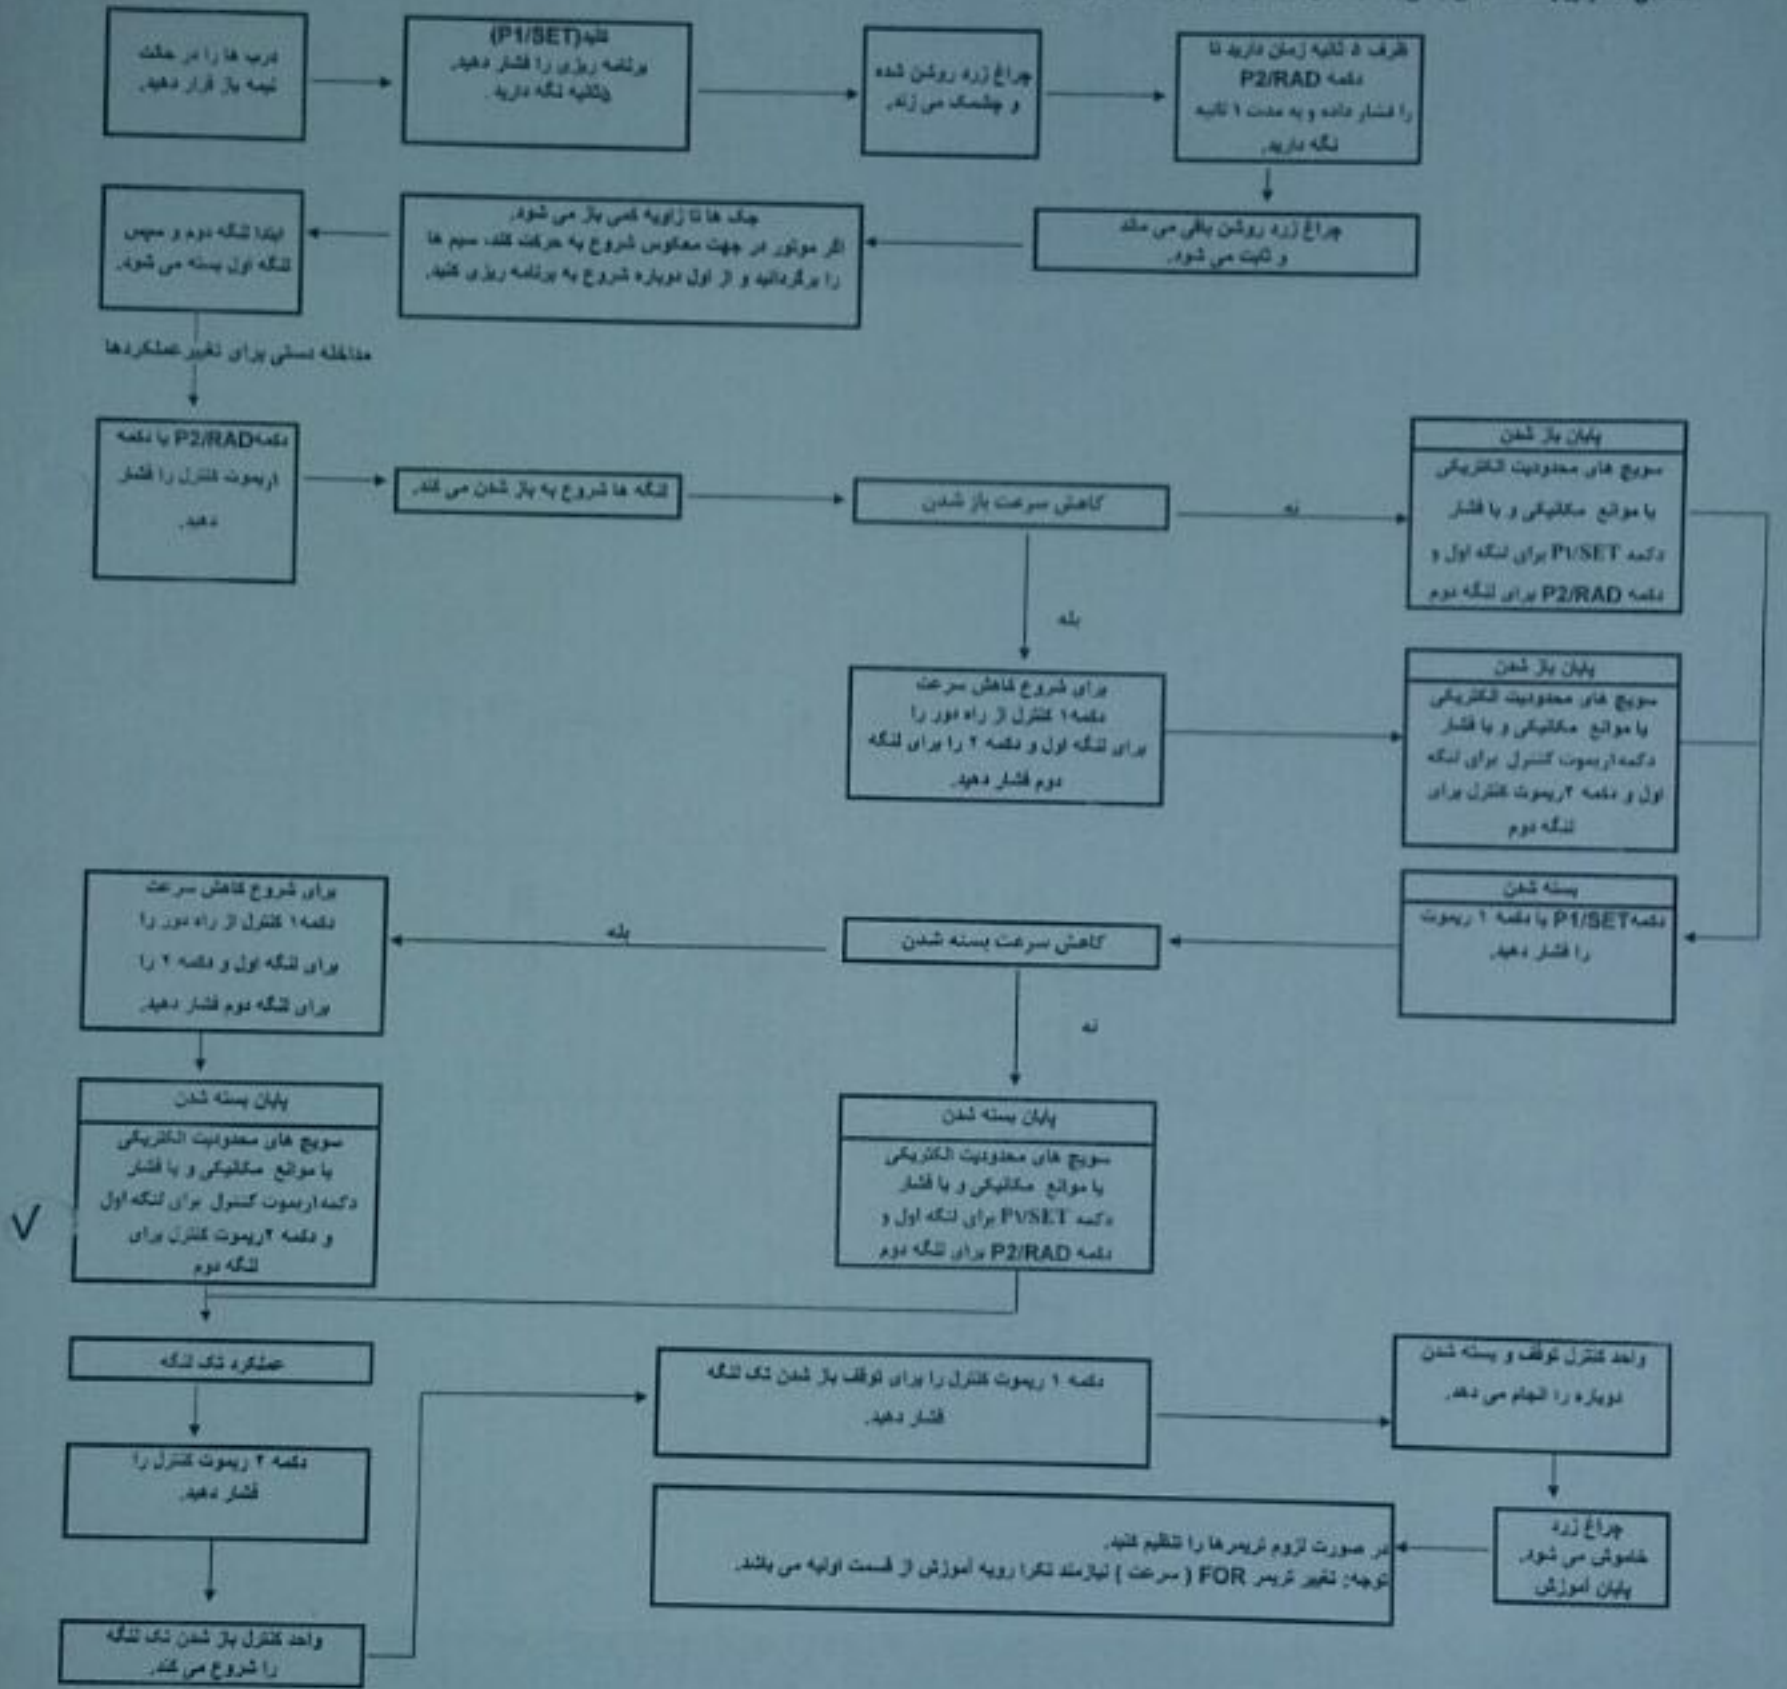 درب ها را در حالت
نیمه باز قرار دهید.
کلید(P1/SET)
برنامه ریزی را فشار دهید.
۵ثانیه نگه دارید.
چراغ زرد روشن شده
و چشمک می زند.
ظرف ۵ ثانیه زمان دارید تا
دکمه P2/RAD
را فشار داده و به مدت ۱ ثانیه
نگه دارید.
چراغ زرد روشن باقی می ماند
و ثابت می شود.
جک ها تا زاویه کمی باز می شود.
اگر موتور در جهت معکوس شروع به حرکت کند، سیم ها
را برگردانید و از اول دوباره شروع به برنامه ریزی کنید.
ابتدا لنگه دوم و سپس
لنگه اول بسته می شود.
مداخله دستی برای تغییرعملکردها
دکمهP2/RAD یا دکمه
۱ریموت کنترل را فشار
دهید.
لنگه ها شروع به باز شدن می کند.
کاهش سرعت باز شدن
نه
پایان باز شدن
سویچ های محدودیت الکتریکی
یا موانع مکانیکی و یا فشار
دکمه P۱/SET برای لنگه اول و
دکمه P2/RAD برای لنگه دوم
بله
برای شروع کاهش سرعت
دکمه۱ کنترل از راه دور را
برای لنگه اول و دکمه ۲ را برای لنگه
دوم فشار دهید.
پایان باز شدن
سویچ های محدودیت الکتریکی
یا موانع مکانیکی و یا فشار
دکمه۱ریموت کنترل برای لنگه
اول و دکمه ۲ریموت کنترل برای
لنگه دوم
بسته شدن
دکمهP1/SET یا دکمه ۱ ریموت
را فشار دهید.
کاهش سرعت بسته شدن
بله
برای شروع کاهش سرعت
دکمه۱ کنترل از راه دور را
برای لنگه اول و دکمه ۲ را
برای لنگه دوم فشار دهید.
نه
پایان بسته شدن
سویچ های محدودیت الکتریکی
یا موانع مکانیکی و یا فشار
دکمه۱ریموت کنترل برای لنگه اول
و دکمه ۲ریموت کنترل برای
لنگه دوم
پایان بسته شدن
سویچ های محدودیت الکتریکی
یا موانع مکانیکی و یا فشار
دکمه P۱/SET برای لنگه اول و
دکمه P2/RAD برای لنگه دوم
عملکرد تک لنگه
دکمه ۲ ریموت کنترل را
فشار دهید.
واحد کنترل باز شدن تک لنگه
را شروع می کند.
دکمه ۱ ریموت کنترل را برای توقف باز شدن تک لنگه
فشار دهید.
واحد کنترل توقف و بسته شدن
دوباره را انجام می دهد.
چراغ زرد
خاموش می شود.
پایان آموزش
در صورت لزوم تریمرها را تنظیم کنید.
توجه: تغییر تریمر FOR ( سرعت ) نیازمند تکرا رویه آموزش از قسمت اولیه می باشد.